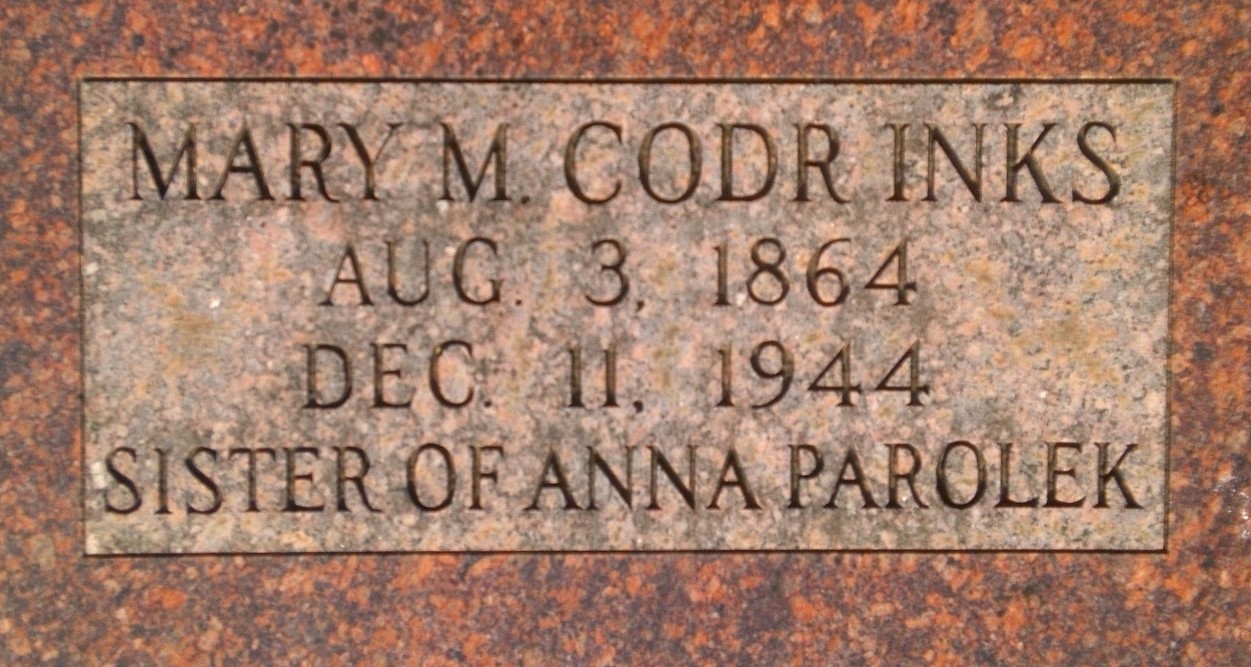 MARY M. CODR INKS
AUG. 3, 1864
DEC. 11, 1944
SISTER OF ANNA PAROLEK